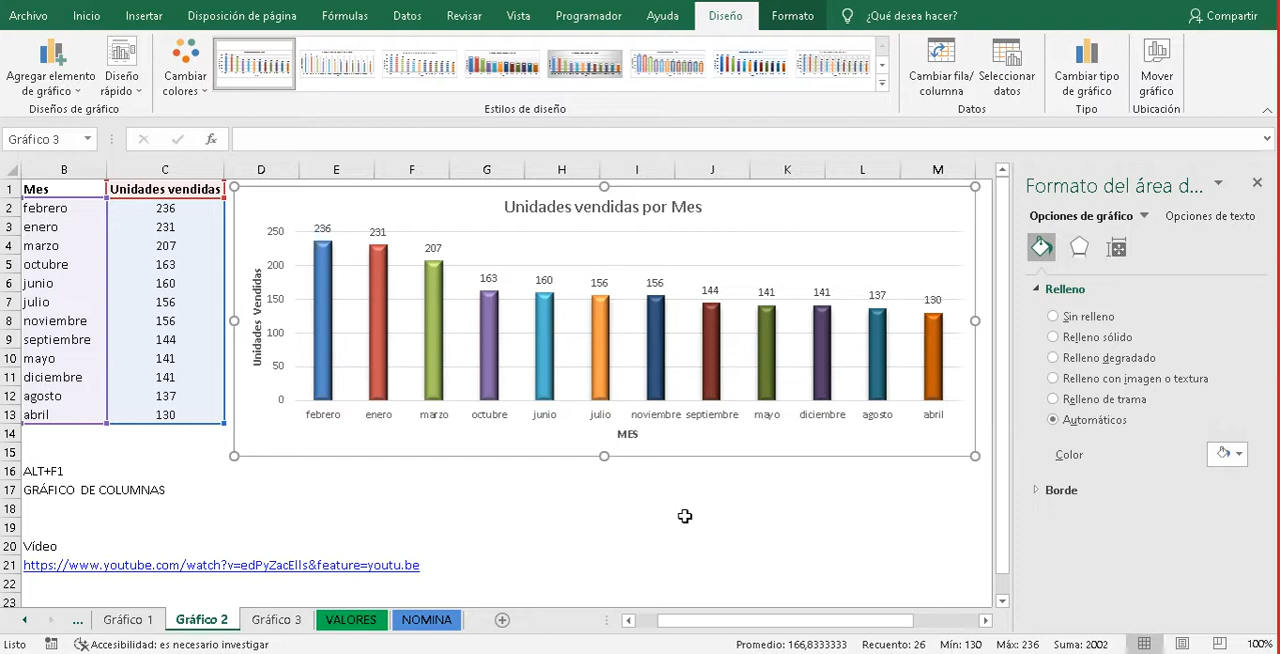 Archivo Inicio Insertar Disposición de página Fórmulas Datos Revisar Vista Programador Ayuda Diseño Formato ¿Qué desea hacer? Compartir
Agregar elemento de gráfico
Diseño rápido
Cambiar colores
Cambiar fila/ columna
Seleccionar datos
Cambiar tipo de gráfico
Mover gráfico
Diseños de gráfico Estilos de diseño Datos Tipo Ubicación
Gráfico 3 fx
B C D E F G H I J K L M
1 Mes Unidades vendidas
2 febrero 236
3 enero 231
4 marzo 207
5 octubre 163
6 junio 160
7 julio 156
8 noviembre 156
9 septiembre 144
10 mayo 141
11 diciembre 141
12 agosto 137
13 abril 130
14
15
16 ALT+F1
17 GRÁFICO DE COLUMNAS
18
19
20 Vídeo
21 https://www.youtube.com/watch?v=edPyZacElls&feature=youtu.be
22
23
Unidades vendidas por Mes
Unidades Vendidas
250
200
150
100
50
0
236 231 207 163 160 156 156 144 141 141 137 130
febrero enero marzo octubre junio julio noviembre septiembre mayo diciembre agosto abril
MES
Formato del área d...
Opciones de gráfico Opciones de texto
Relleno
Sin relleno
Relleno sólido
Relleno degradado
Relleno con imagen o textura
Relleno de trama
Automáticos
Color
Borde
... Gráfico 1 Gráfico 2 Gráfico 3 VALORES NOMINA
Listo Accesibilidad: es necesario investigar Promedio: 166,8333333 Recuento: 26 Mín: 130 Máx: 236 Suma: 2002 100%